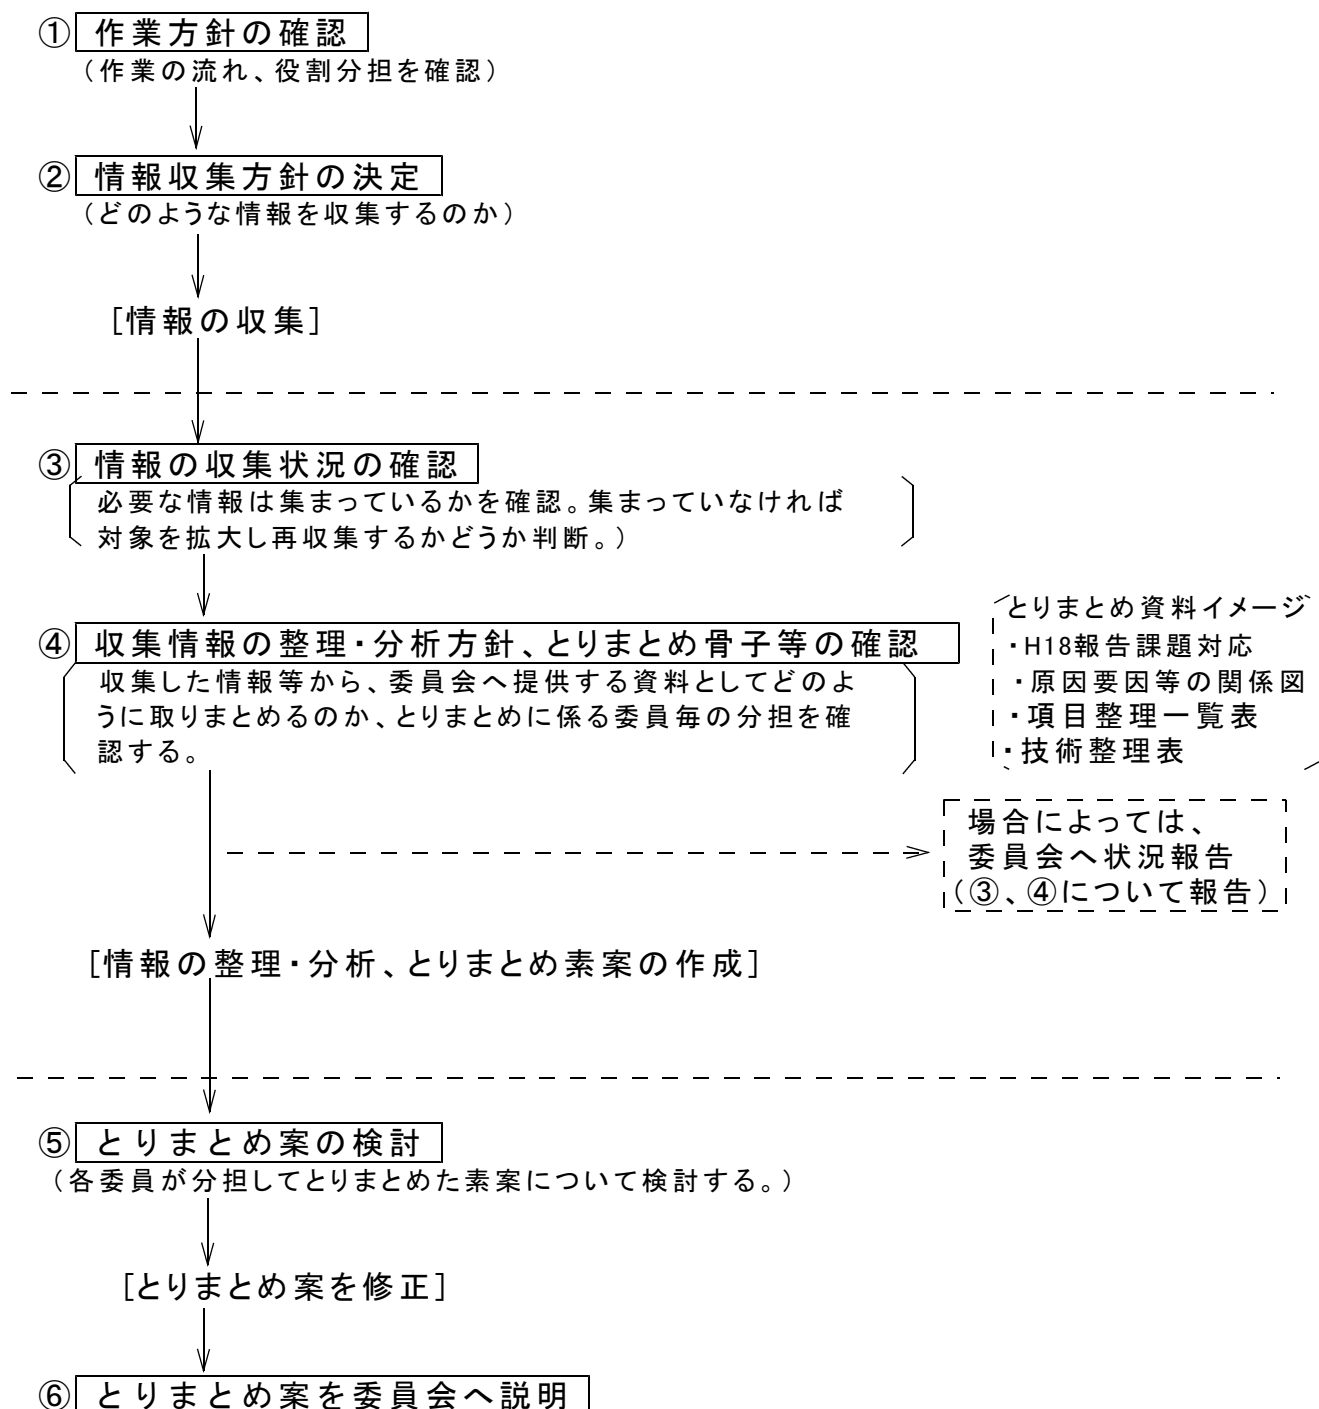 ①作業方針の確認
（作業の流れ、役割分担を確認）
②情報収集方針の決定
（どのような情報を収集するのか）
［情報の収集］
③情報の収集状況の確認
必要な情報は集まっているかを確認。集まっていなければ
対象を拡大し再収集するかどうか判断。）
④収集情報の整理・分析方針、とりまとめ骨子等の確認
収集した情報等から、委員会へ提供する資料としてどのよ
うに取りまとめるのか、とりまとめに係る委員毎の分担を確
認する。
とりまとめ資料イメージ
・H18報告課題対応
・原因要因等の関係図
・項目整理一覧表
・技術整理表
場合によっては、
委員会へ状況報告
（③、④について報告）
［情報の整理・分析、とりまとめ素案の作成］
⑤とりまとめ案の検討
（各委員が分担してとりまとめた素案について検討する。）
［とりまとめ案を修正］
⑥とりまとめ案を委員会へ説明